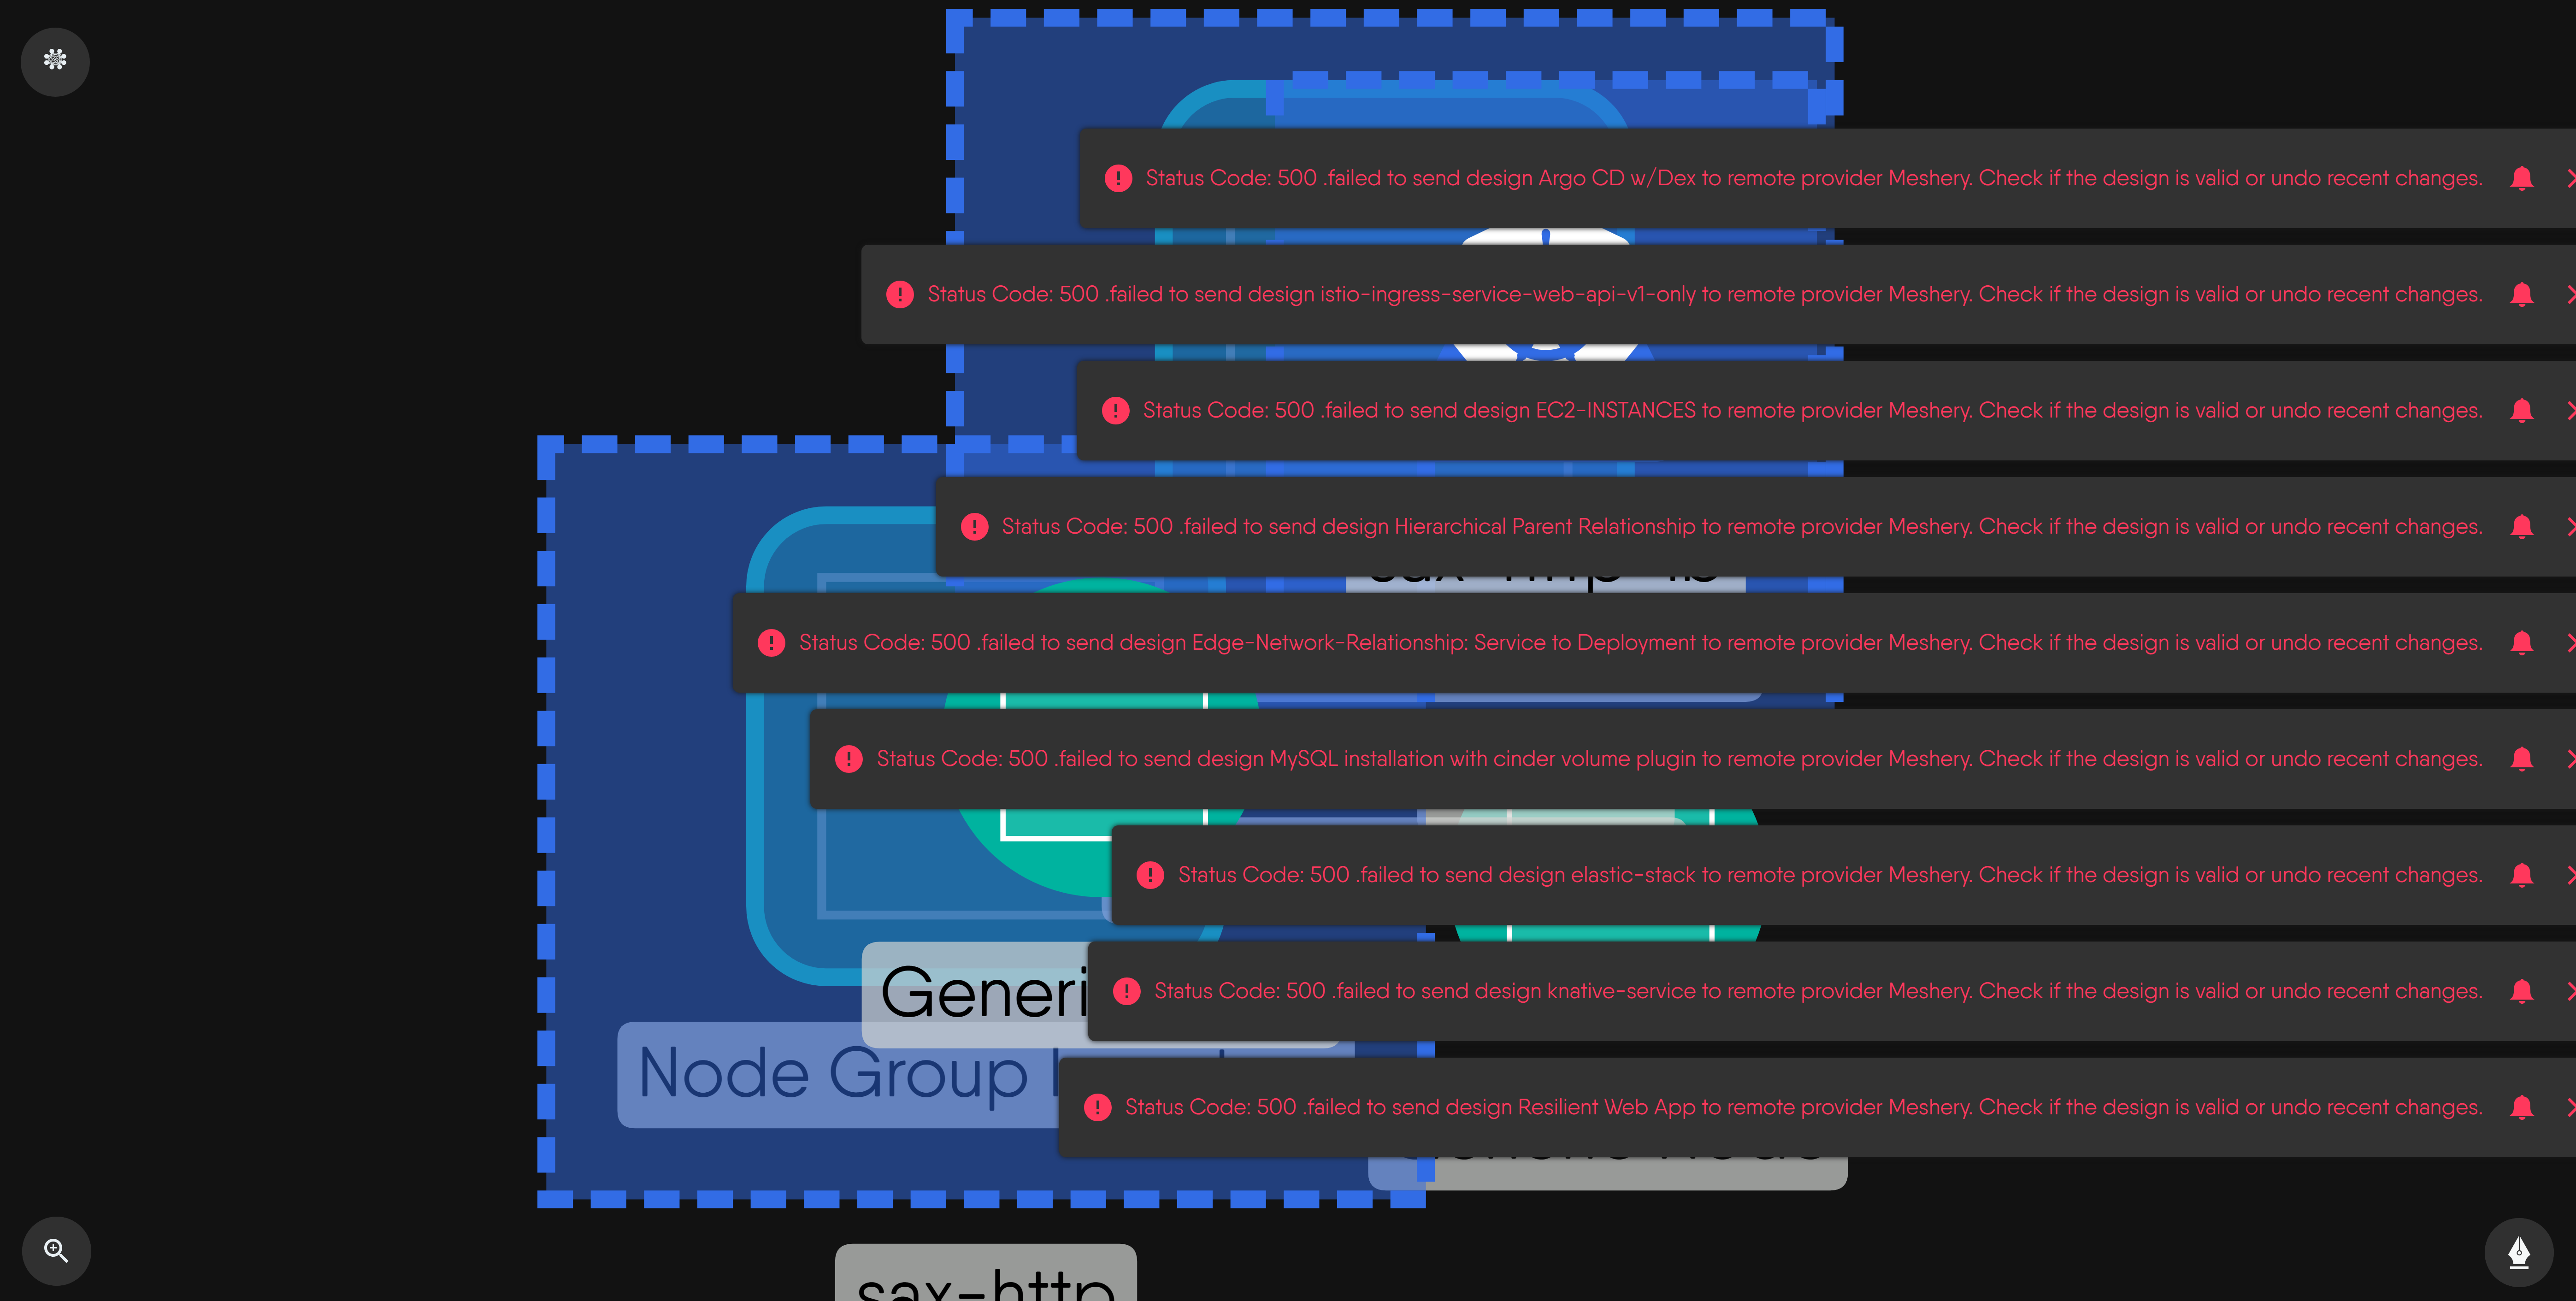 Status Code: 500 .failed to send design Argo CD w/Dex to remote provider Meshery. Check if the design is valid or undo recent changes.
Status Code: 500 .failed to send design istio-ingress-service-web-api-v1-only to remote provider Meshery. Check if the design is valid or undo recent changes.
Status Code: 500 .failed to send design EC2-INSTANCES to remote provider Meshery. Check if the design is valid or undo recent changes.
Status Code: 500 .failed to send design Hierarchical Parent Relationship to remote provider Meshery. Check if the design is valid or undo recent changes.
Status Code: 500 .failed to send design Edge-Network-Relationship: Service to Deployment to remote provider Meshery. Check if the design is valid or undo recent changes.
Status Code: 500 .failed to send design MySQL installation with cinder volume plugin to remote provider Meshery. Check if the design is valid or undo recent changes.
Status Code: 500 .failed to send design elastic-stack to remote provider Meshery. Check if the design is valid or undo recent changes.
Status Code: 500 .failed to send design knative-service to remote provider Meshery. Check if the design is valid or undo recent changes.
Generi
Node Group
Status Code: 500 .failed to send design Resilient Web App to remote provider Meshery. Check if the design is valid or undo recent changes.
sax-http